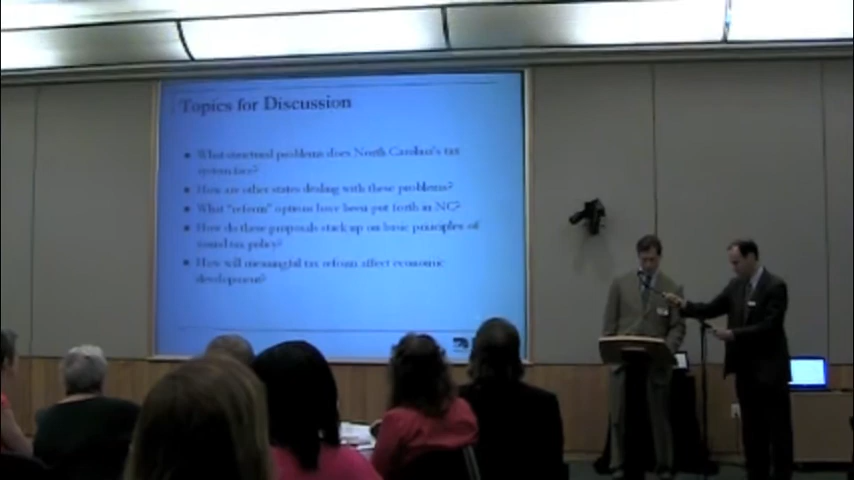 Topics for Discussion
What structural problems does North Carolina's tax
system face?
How are other states dealing with these problems?
What "reform" options have been put forth in NC?
How do these proposals stack up on basic principles of
sound tax policy?
How will meaningful tax reform affect economic
development?